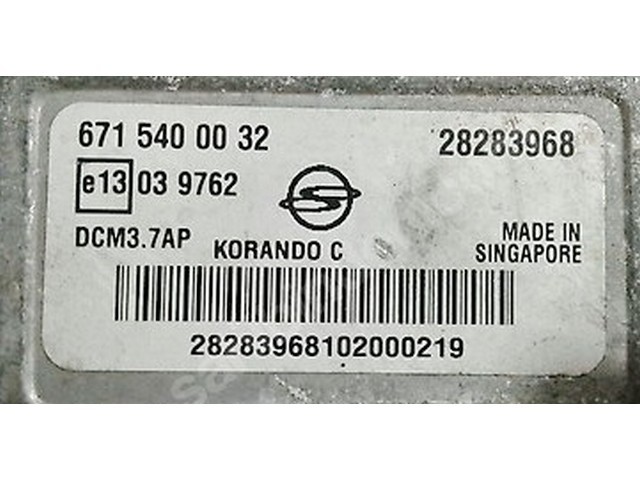 671 540 00 32 28283968
e13 03 9762
DCM3.7AP KORANDO C MADE IN
SINGAPORE
28283968102000219